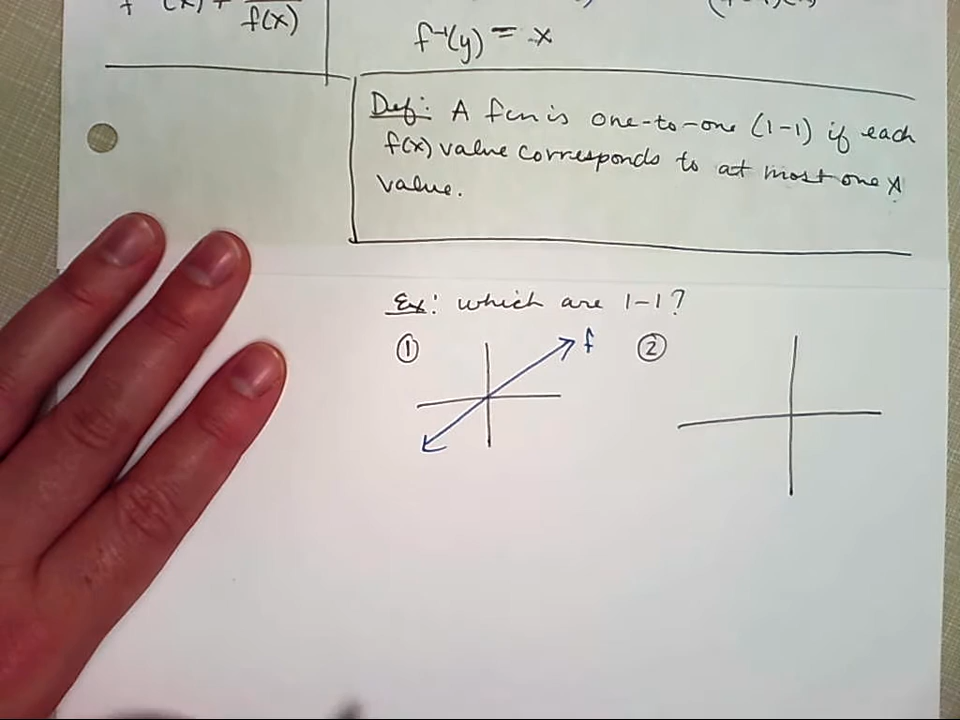 f(x)
f⁻¹(y) = x
Def: A fcn is one-to-one (1-1) if each
f(x) value corresponds to at most one x
value.
Ex: which are 1-1?
① f ②